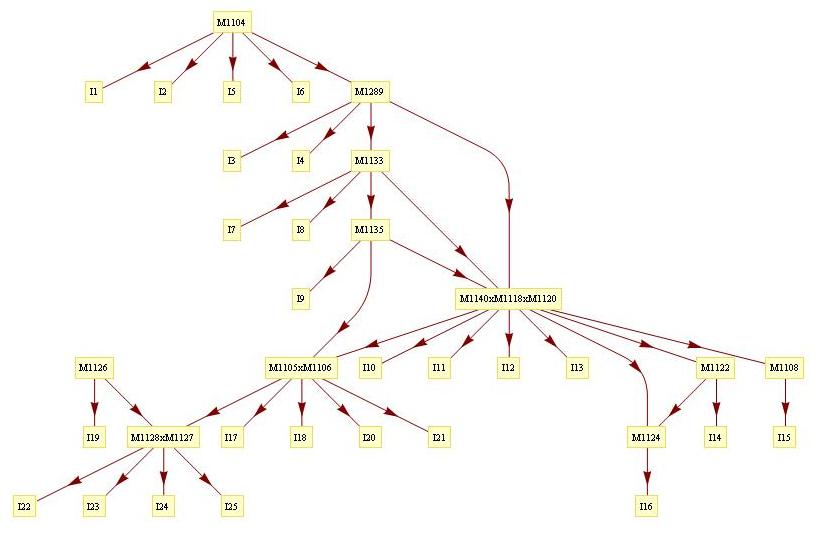 M1104
I1 I2 I5 I6 M1289
I3 I4 M1133
I7 I8 M1135
I9 M1140xM1118xM1120
M1126 M1105xM1106 I10 I11 I12 I13 M1122 M1108
I19 M1128xM1127 I17 I18 I20 I21 M1124 I14 I15
I22 I23 I24 I25 I16